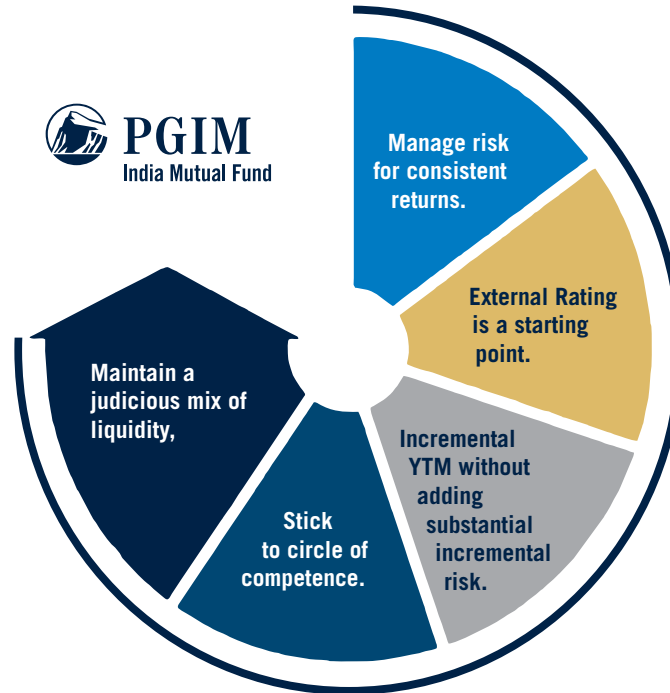 PGIM
India Mutual Fund
Manage risk
for consistent
returns.
External Rating
is a starting
point.
Incremental
YTM without
adding
substantial
incremental
risk.
Stick
to circle of
competence.
Maintain a
judicious mix of
liquidity,